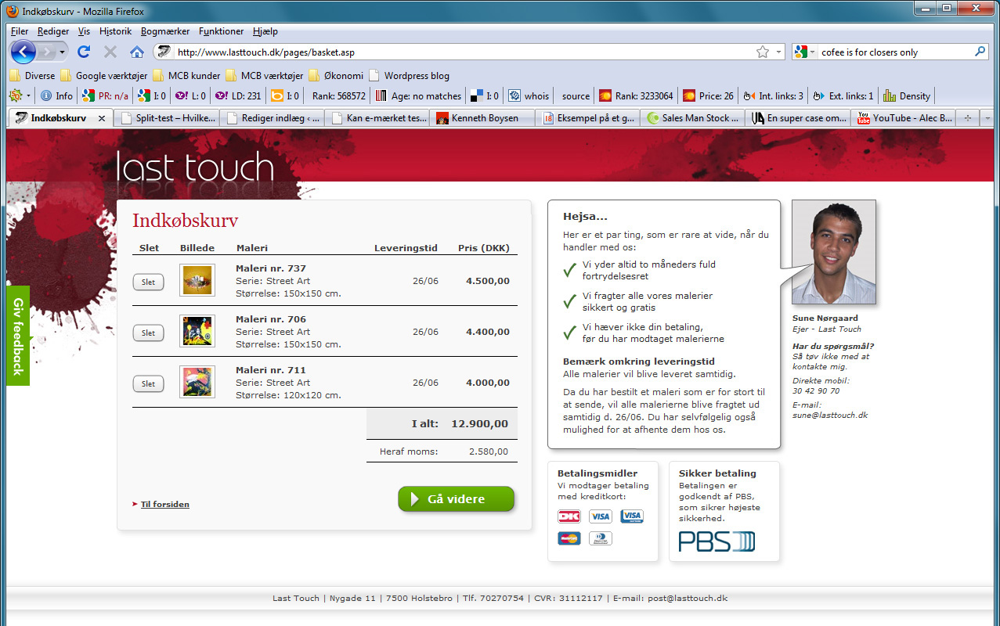 Indkøbskurv - Mozilla Firefox
Filer Rediger Vis Historik Bogmærker Funktioner Hjælp
http://www.lasttouch.dk/pages/basket.asp
cofee is for closers only
Diverse Google værktøjer MCB kunder MCB værktøjer Økonomi Wordpress blog
Info PR: n/a I: 0 L: 0 LD: 231 I: 0 Rank: 568572 Age: no matches I: 0 whois source Rank: 3233064 Price: 26 Int. links: 3 Ext. links: 1 Density
Indkøbskurv Split-test – Hvilke... Rediger indlæg ‹ ... Kan e-mærket tes... Kenneth Boysen Eksempel på et g... Sales Man Stock ... En super case om... YouTube - Alec B...
last touch
Giv feedback
Indkøbskurv
Slet Billede Maleri Leveringstid Pris (DKK)
Maleri nr. 737
Slet Serie: Street Art 26/06 4.500,00
Størrelse: 150x150 cm.
Maleri nr. 706
Slet Serie: Street Art 26/06 4.400,00
Størrelse: 150x150 cm.
Maleri nr. 711
Slet Serie: Street Art 26/06 4.000,00
Størrelse: 120x120 cm.
I alt: 12.900,00
Heraf moms: 2.580,00
Til forsiden
Gå videre
Hejsa...
Her er et par ting, som er rare at vide, når du
handler med os:
Vi yder altid to måneders fuld
fortrydelsesret
Vi fragter alle vores malerier
sikkert og gratis
Vi hæver ikke din betaling,
før du har modtaget malerierne
Bemærk omkring leveringstid
Alle malerier vil blive leveret samtidig.
Da du har bestilt et maleri som er for stort til
at sende, vil alle malerierne blive fragtet ud
samtidig d. 26/06. Du har selvfølgelig også
mulighed for at afhente dem hos os.
Sune Nørgaard
Ejer - Last Touch
Har du spørgsmål?
Så tøv ikke med at
kontakte mig.
Direkte mobil:
30 42 90 70
E-mail:
sune@lasttouch.dk
Betalingsmidler
Vi modtager betaling
med kreditkort:
DK VISA VISA
MasterCard
Sikker betaling
Betalingen er
godkendt af PBS,
som sikrer højeste
sikkerhed.
PBS
Last Touch | Nygade 11 | 7500 Holstebro | Tlf. 70270754 | CVR: 31112117 | E-mail: post@lasttouch.dk